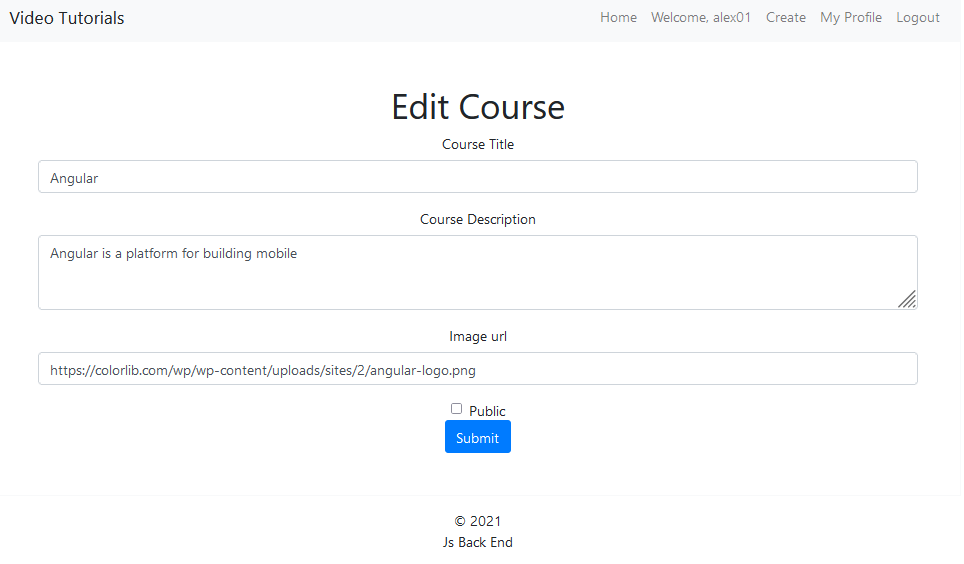 Video Tutorials
Home Welcome, alex01 Create My Profile Logout
Edit Course
Course Title
Angular
Course Description
Angular is a platform for building mobile
Image url
https://colorlib.com/wp/wp-content/uploads/sites/2/angular-logo.png
Public
Submit
© 2021
Js Back End